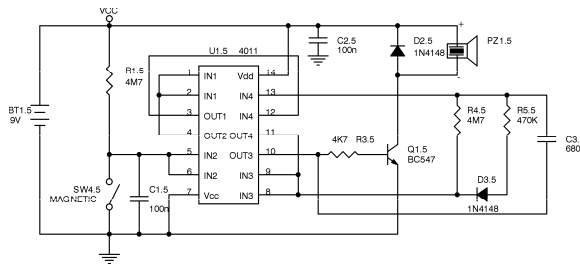 VCC
C2.5
100n
D2.5
1N4148
+
PZ1.5
-
U1.5 4011
R1.5
4M7
BT1.5
9V
1 IN1 Vdd 14
2 IN1 IN4 13
3 OUT1 IN4 12
4 OUT2 OUT4 11
5 IN2 OUT3 10
6 IN2 IN3 9
7 Vcc IN3 8
4K7 R3.5
Q1.5
BC547
R4.5
4M7
R5.5
470K
C3.
680
D3.5
1N4148
SW4.5
MAGNETIC
C1.5
100n